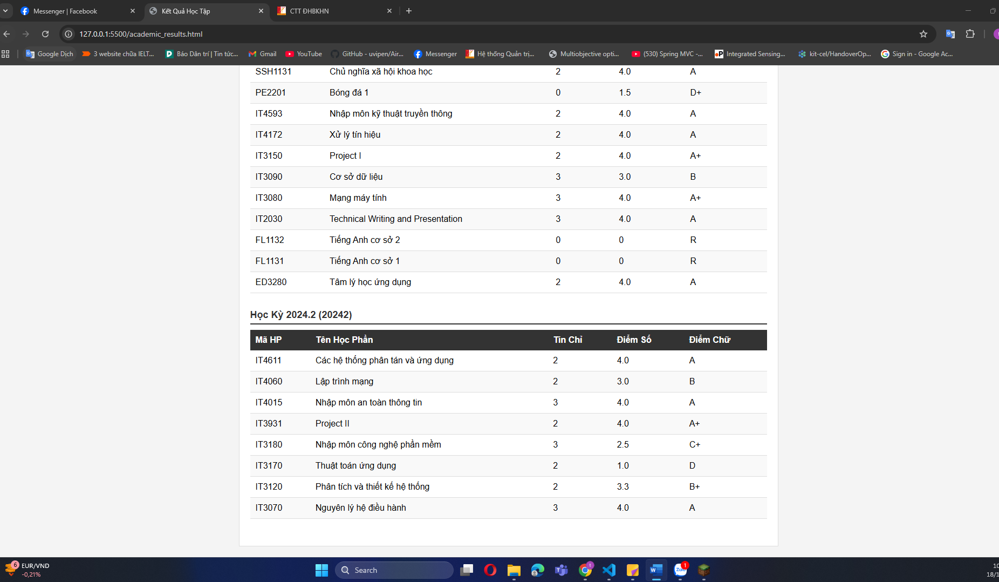 Messenger | Facebook
Kết Quả Học Tập
CTT ĐHBKHN
127.0.0.1:5500/academic_results.html
Google Dịch
3 website chữa IELT...
Báo Dân trí | Tin tức...
Gmail
YouTube
GitHub - uvipen/Air...
Messenger
Hệ thống Quản trị...
Multiobjective opti...
(530) Spring MVC -...
Integrated Sensing...
kit-cel/HandoverOp...
Sign in - Google Ac...
SSH1131 Chủ nghĩa xã hội khoa học 2 4.0 A
PE2201 Bóng đá 1 0 1.5 D+
IT4593 Nhập môn kỹ thuật truyền thông 2 4.0 A
IT4172 Xử lý tín hiệu 2 4.0 A
IT3150 Project I 2 4.0 A+
IT3090 Cơ sở dữ liệu 3 3.0 B
IT3080 Mạng máy tính 3 4.0 A+
IT2030 Technical Writing and Presentation 3 4.0 A
FL1132 Tiếng Anh cơ sở 2 0 0 R
FL1131 Tiếng Anh cơ sở 1 0 0 R
ED3280 Tâm lý học ứng dụng 2 4.0 A
Học Kỳ 2024.2 (20242)
Mã HP Tên Học Phần Tín Chỉ Điểm Số Điểm Chữ
IT4611 Các hệ thống phân tán và ứng dụng 2 4.0 A
IT4060 Lập trình mạng 2 3.0 B
IT4015 Nhập môn an toàn thông tin 3 4.0 A
IT3931 Project II 2 4.0 A+
IT3180 Nhập môn công nghệ phần mềm 3 2.5 C+
IT3170 Thuật toán ứng dụng 2 1.0 D
IT3120 Phân tích và thiết kế hệ thống 2 3.3 B+
IT3070 Nguyên lý hệ điều hành 3 4.0 A
6
EUR/VND
-0,21%
Search
Zalo
1
10
18/1